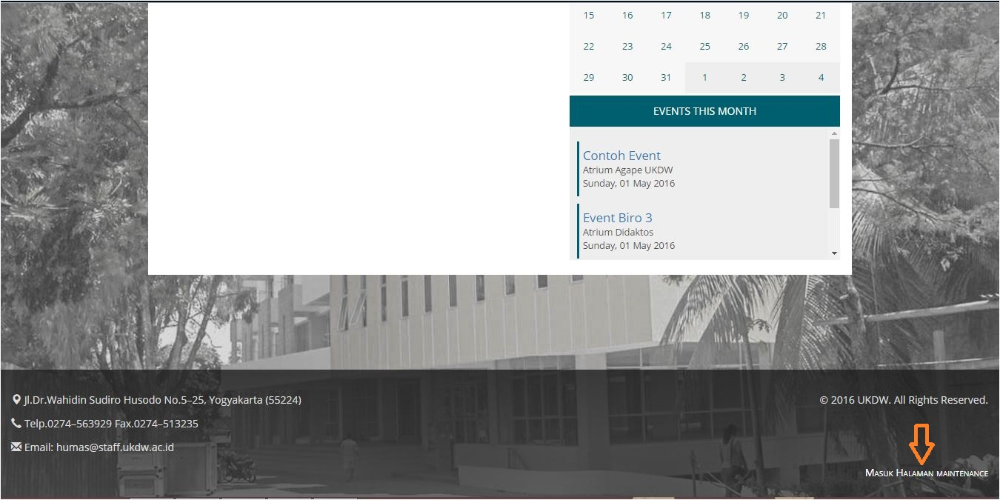 15 16 17 18 19 20 21
22 23 24 25 26 27 28
29 30 31 1 2 3 4
EVENTS THIS MONTH
Contoh Event
Atrium Agape UKDW
Sunday, 01 May 2016
Event Biro 3
Atrium Didaktos
Sunday, 01 May 2016
Jl.Dr.Wahidin Sudiro Husodo No.5–25, Yogyakarta (55224)
Telp.0274–563929 Fax.0274–513235
Email: humas@staff.ukdw.ac.id
© 2016 UKDW. All Rights Reserved.
Masuk Halaman maintenance